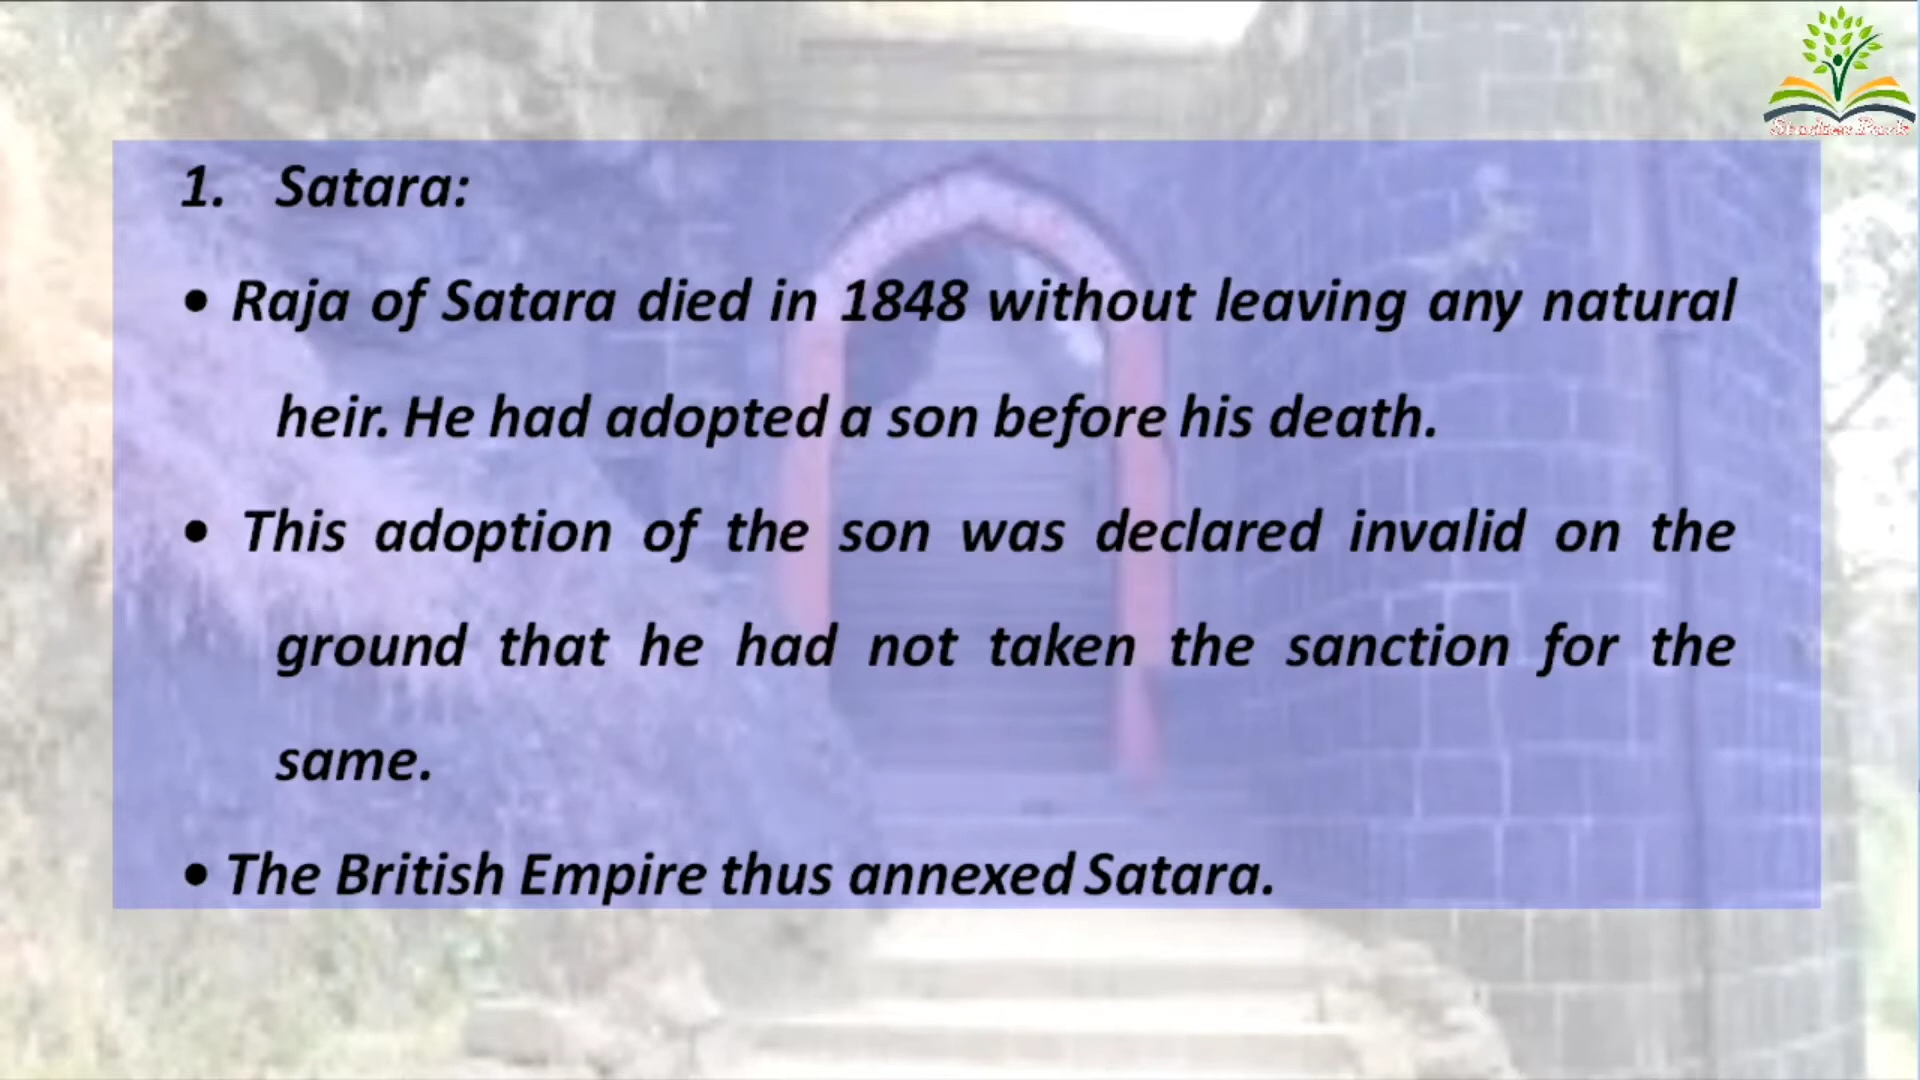 1. Satara:
• Raja of Satara died in 1848 without leaving any natural
heir. He had adopted a son before his death.
• This adoption of the son was declared invalid on the
ground that he had not taken the sanction for the
same.
• The British Empire thus annexed Satara.